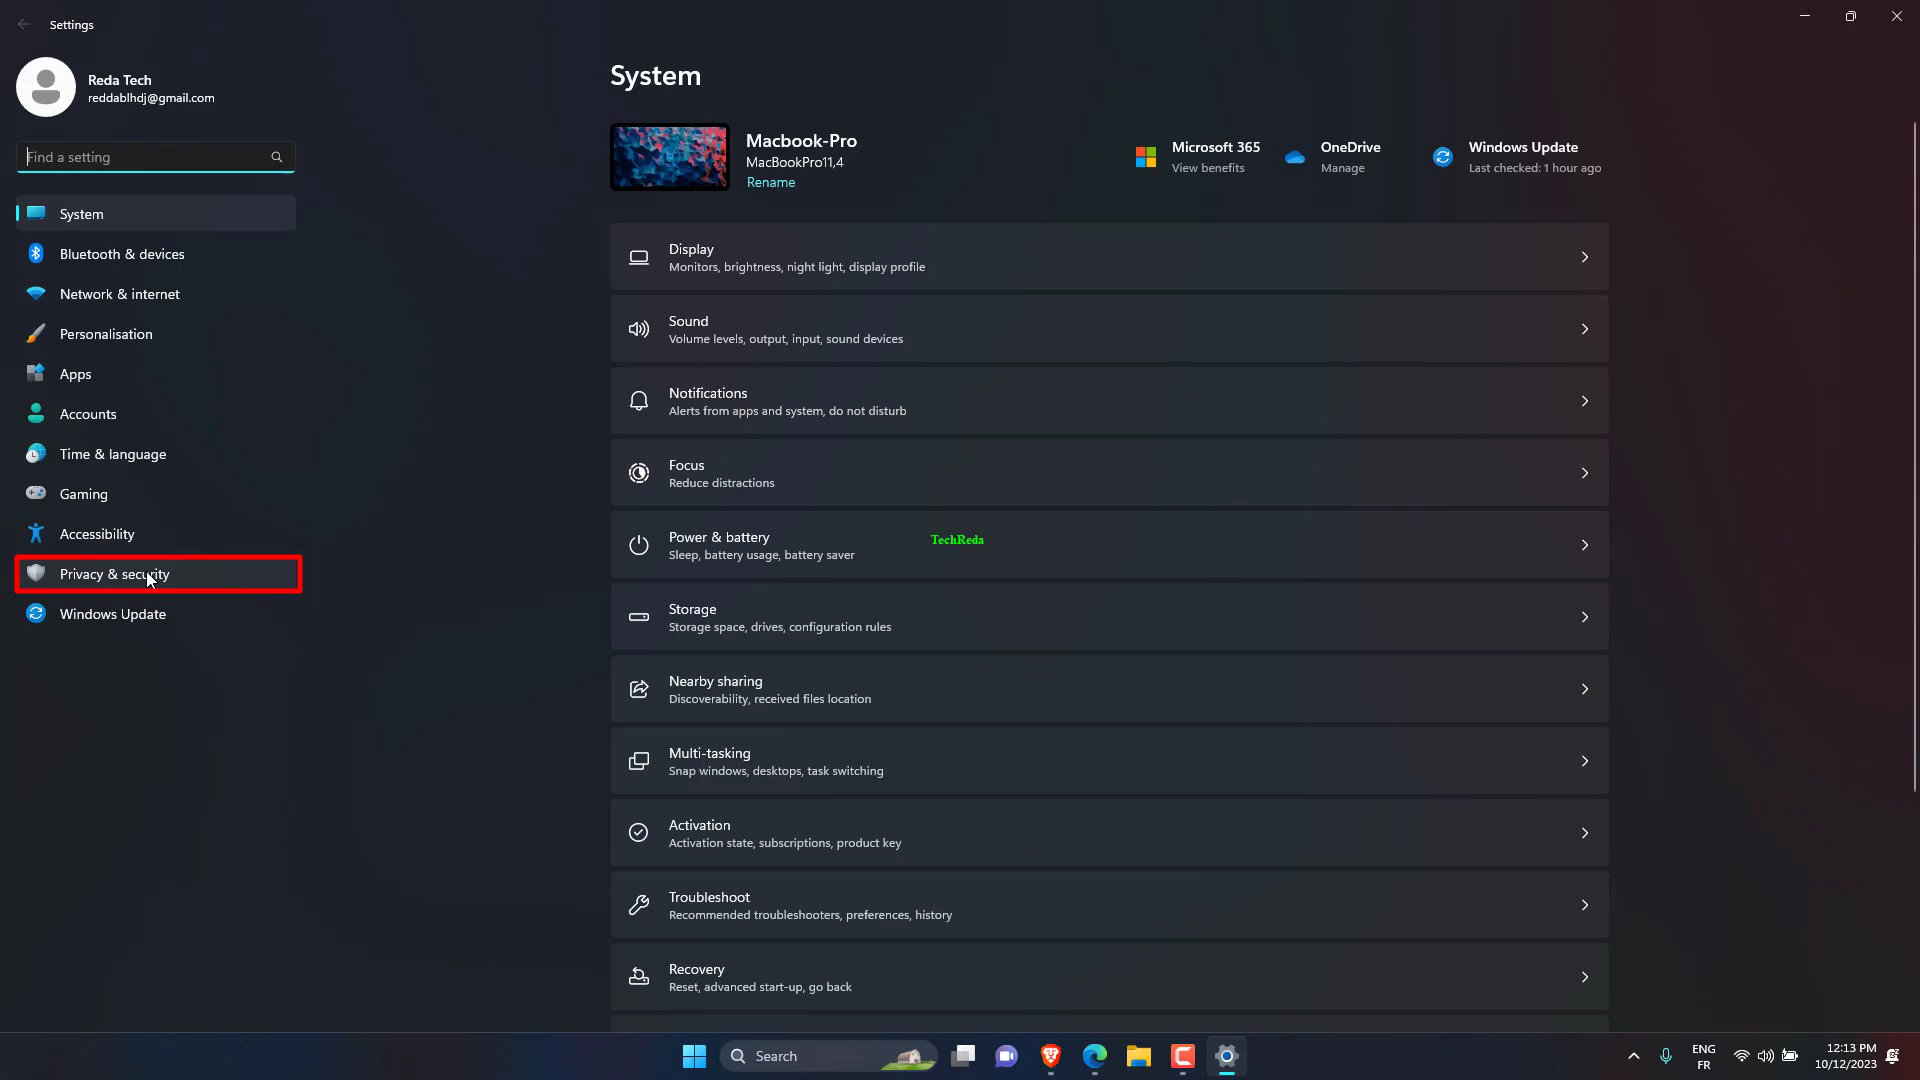 Settings
Reda Tech
reddablhdj@gmail.com
Find a setting
System
Bluetooth & devices
Network & internet
Personalisation
Apps
Accounts
Time & language
Gaming
Accessibility
Privacy & security
Windows Update
System
Macbook-Pro
MacBookPro11,4
Rename
Microsoft 365
View benefits
OneDrive
Manage
Windows Update
Last checked: 1 hour ago
Display
Monitors, brightness, night light, display profile
Sound
Volume levels, output, input, sound devices
Notifications
Alerts from apps and system, do not disturb
Focus
Reduce distractions
Power & battery
Sleep, battery usage, battery saver
TechReda
Storage
Storage space, drives, configuration rules
Nearby sharing
Discoverability, received files location
Multi-tasking
Snap windows, desktops, task switching
Activation
Activation state, subscriptions, product key
Troubleshoot
Recommended troubleshooters, preferences, history
Recovery
Reset, advanced start-up, go back
Search
ENG
FR
12:13 PM
10/12/2023